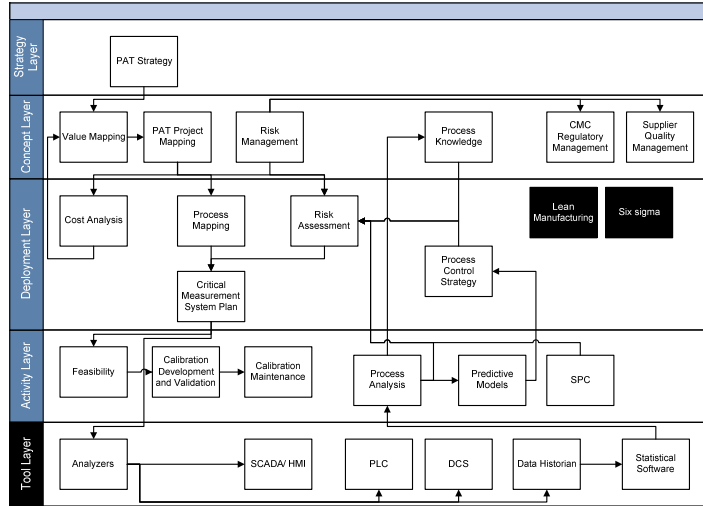 Strategy
Layer
PAT Strategy
Concept Layer
Value Mapping
PAT Project
Mapping
Risk
Management
Process
Knowledge
CMC
Regulatory
Management
Supplier
Quality
Management
Deployment Layer
Cost Analysis
Process
Mapping
Risk
Assessment
Lean
Manufacturing
Six sigma
Critical
Measurement
System Plan
Process
Control
Strategy
Activity Layer
Feasibility
Calibration
Development
and Validation
Calibration
Maintenance
Process
Analysis
Predictive
Models
SPC
Tool Layer
Analyzers
SCADA/ HMI
PLC
DCS
Data Historian
Statistical
Software